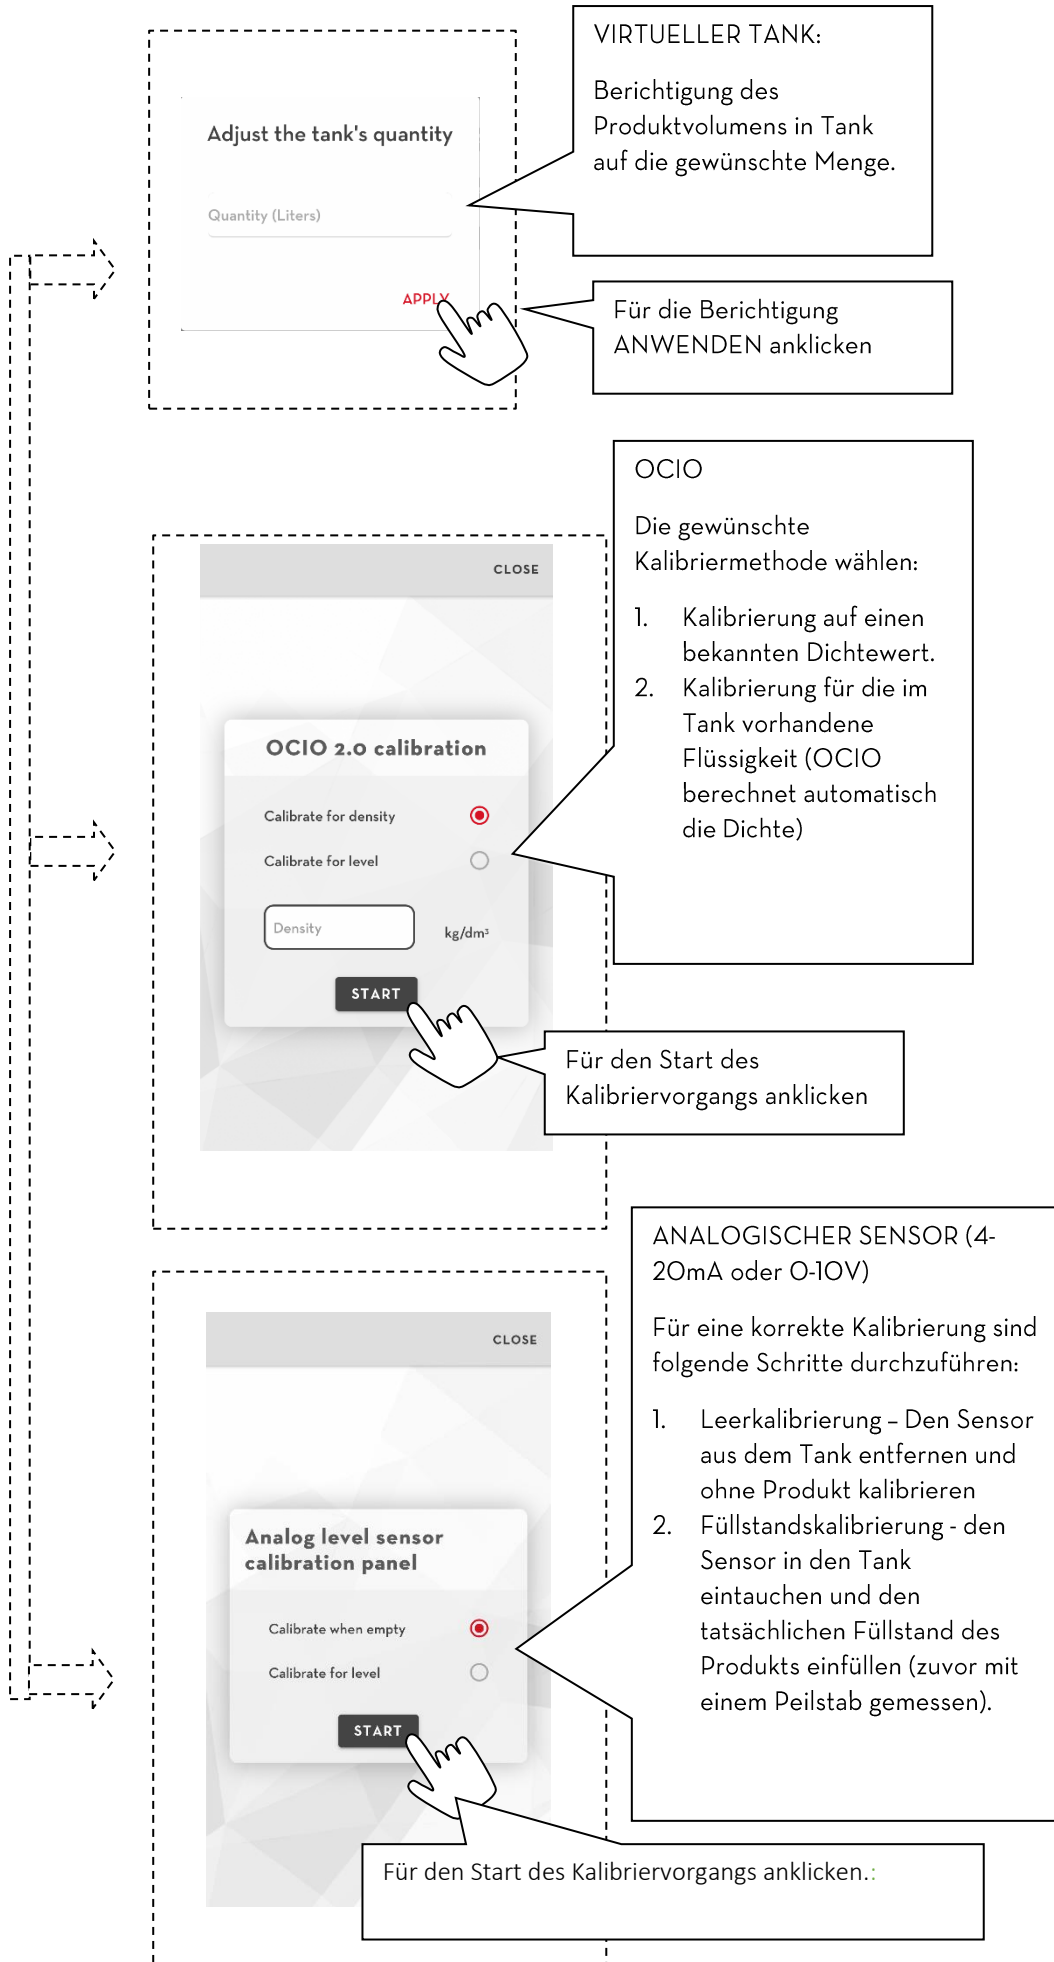 VIRTUELLER TANK:
Berichtigung des
Produktvolumens in Tank
auf die gewünschte Menge.
Adjust the tank's quantity
Quantity (Liters)
APPLY
Für die Berichtigung
ANWENDEN anklicken
OCIO
Die gewünschte
Kalibriermethode wählen:
1. Kalibrierung auf einen
bekannten Dichtewert.
2. Kalibrierung für die im
Tank vorhandene
Flüssigkeit (OCIO
berechnet automatisch
die Dichte)
CLOSE
OCIO 2.0 calibration
Calibrate for density
Calibrate for level
Density
kg/dm³
START
Für den Start des
Kalibriervorgangs anklicken
ANALOGISCHER SENSOR (4-
20mA oder 0-10V)
Für eine korrekte Kalibrierung sind
folgende Schritte durchzuführen:
1. Leerkalibrierung – Den Sensor
aus dem Tank entfernen und
ohne Produkt kalibrieren
2. Füllstandskalibrierung - den
Sensor in den Tank
eintauchen und den
tatsächlichen Füllstand des
Produkts einfüllen (zuvor mit
einem Peilstab gemessen).
CLOSE
Analog level sensor
calibration panel
Calibrate when empty
Calibrate for level
START
Für den Start des Kalibriervorgangs anklicken.: